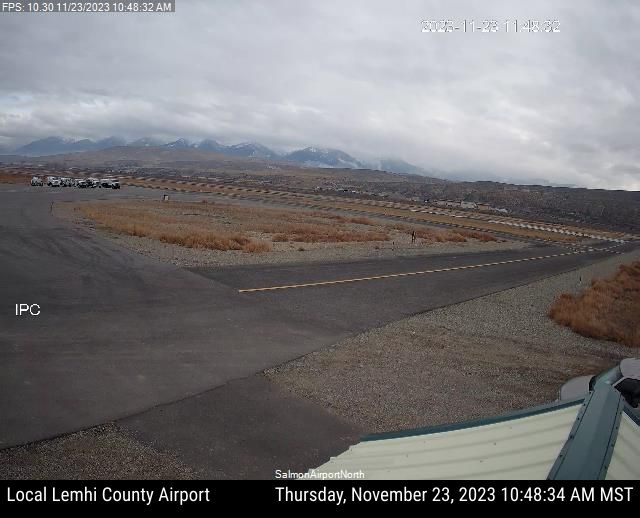 FPS: 10.30 11/23/2023 10:48:32 AM
2023-11-23 11:48:32
IPC
SalmonAirportNorth
Local Lemhi County Airport Thursday, November 23, 2023 10:48:34 AM MST